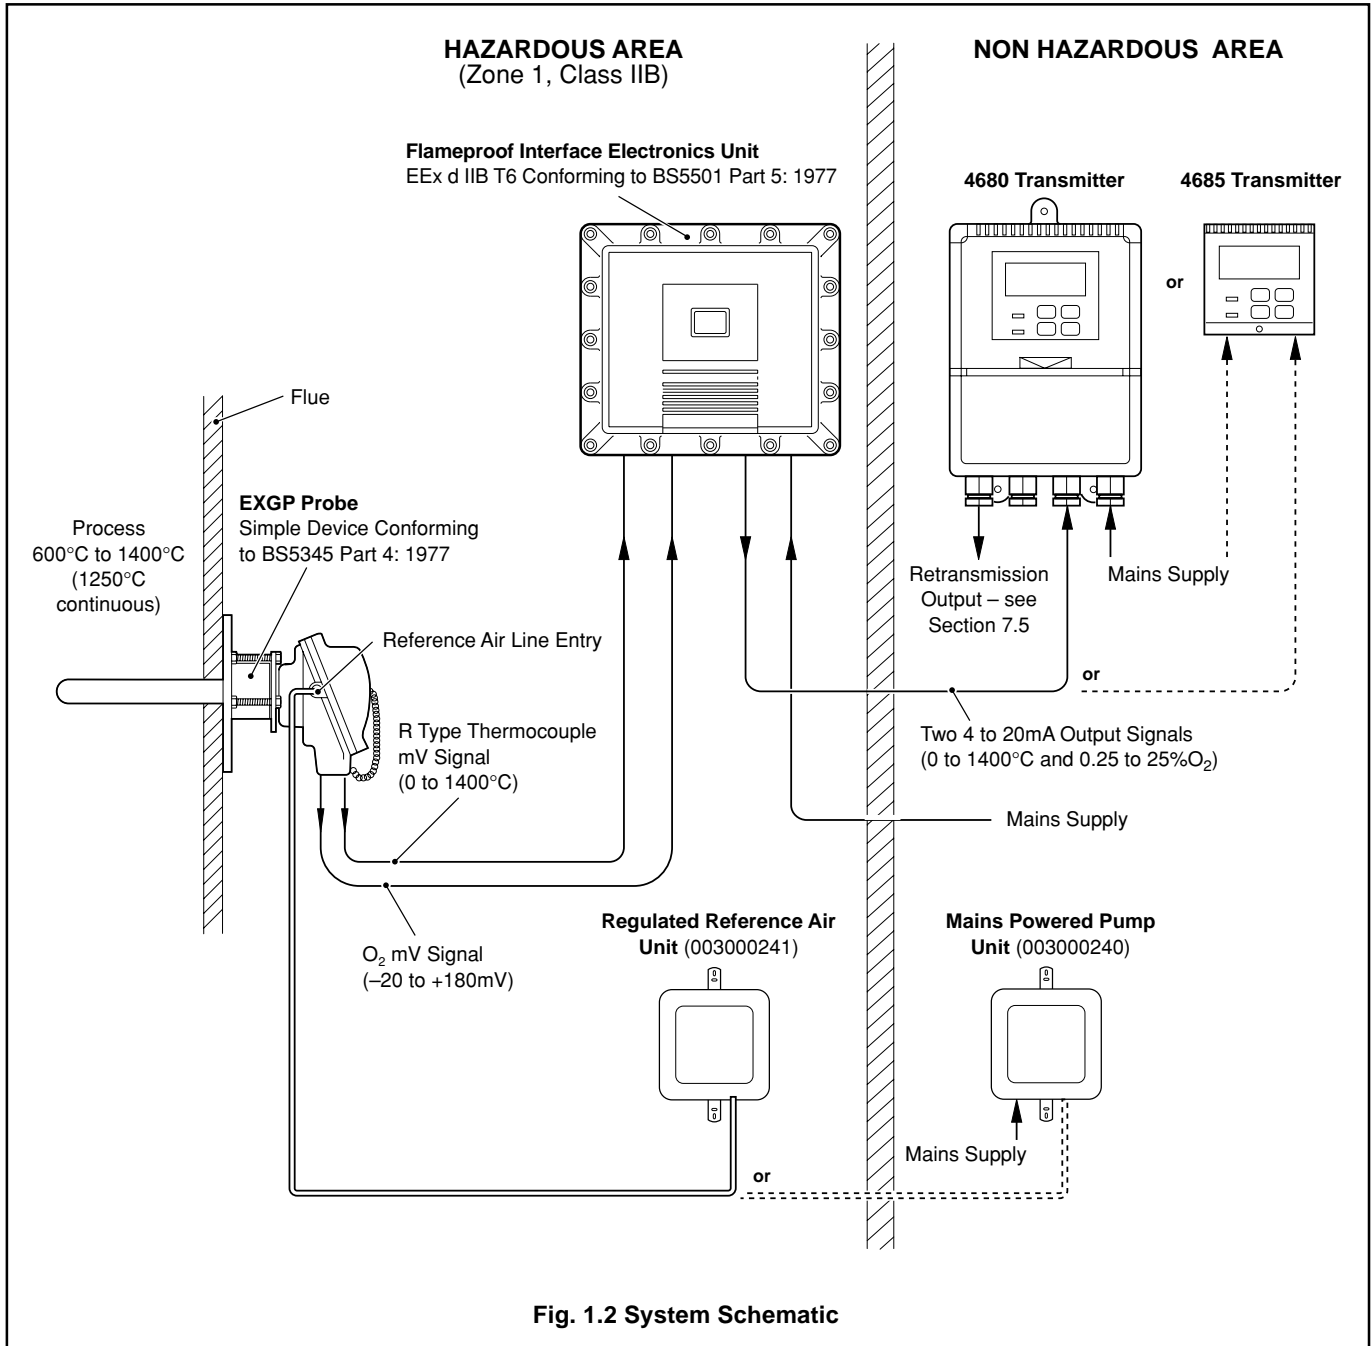 HAZARDOUS AREA
(Zone 1, Class IIB)
NON HAZARDOUS AREA
Flameproof Interface Electronics Unit
EEx d IIB T6 Conforming to BS5501 Part 5: 1977
4680 Transmitter
4685 Transmitter
or
Flue
EXGP Probe
Simple Device Conforming
to BS5345 Part 4: 1977
Process
600°C to 1400°C
(1250°C
continuous)
Reference Air Line Entry
R Type Thermocouple
mV Signal
(0 to 1400°C)
O₂ mV Signal
(–20 to +180mV)
Retransmission
Output – see
Section 7.5
Mains Supply
or
Two 4 to 20mA Output Signals
(0 to 1400°C and 0.25 to 25%O₂)
Mains Supply
Regulated Reference Air
Unit (003000241)
Mains Powered Pump
Unit (003000240)
Mains Supply
or
Fig. 1.2 System Schematic